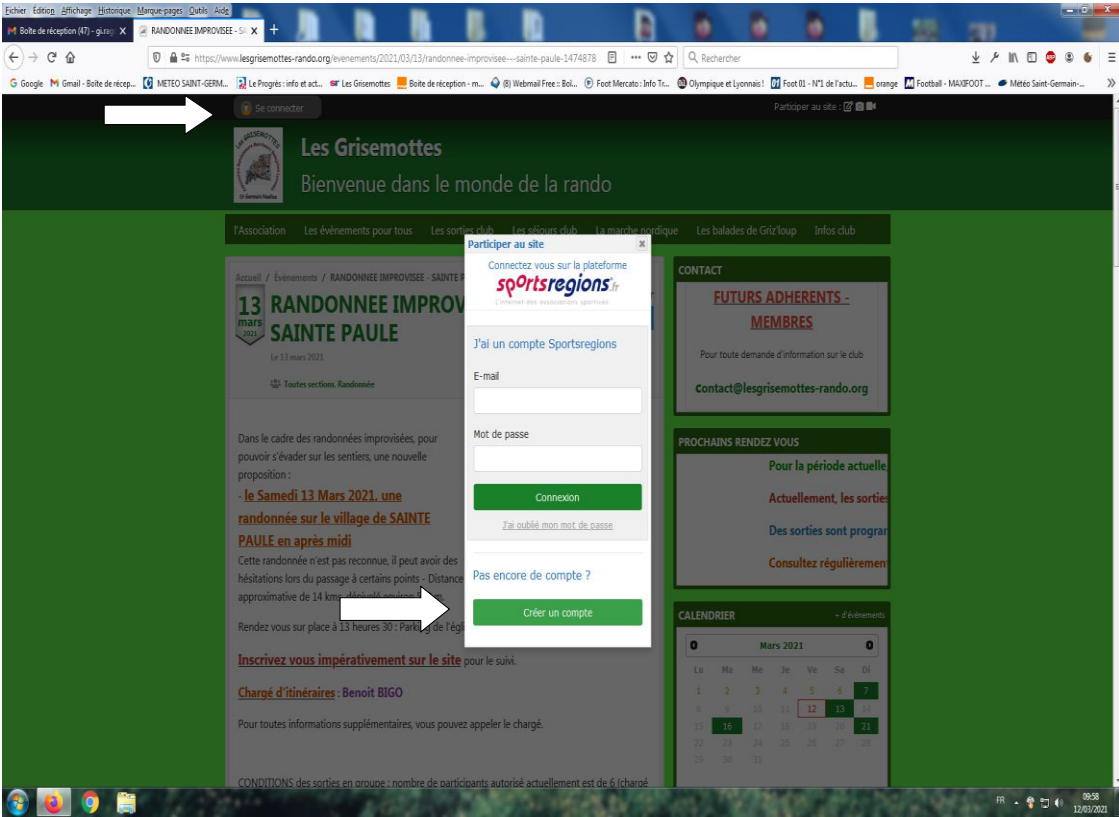 Fichier Édition Affichage Historique Marque-pages Outils Aide
Boîte de réception (47) - gi.rag X RANDONNEE IMPROVISEE - SA X +
https://www.lesgrisemottes-rando.org/evenements/2021/03/13/randonnee-improvisee---sainte-paule-1474878
Rechercher
Google Gmail - Boîte de récep... METEO SAINT-GERM... Le Progrès : info et act... Les Grisemottes Boîte de réception - m... (8) Webmail Free :: Boî... Foot Mercato : Info Tr... Olympique et Lyonnais ! Foot 01 - N°1 de l'actu... orange Football - MAXIFOOT ... Météo Saint-Germain-...
Se connecter
Participer au site :
Les Grisemottes
Bienvenue dans le monde de la rando
l'Association Les évènements pour tous Les sorties club Les séjours club La marche nordique Les balades de Griz'loup Infos club
Accueil / Évènements / RANDONNEE IMPROVISEE - SAINTE P
13
mars
2021
RANDONNEE IMPROV
SAINTE PAULE
Le 13 mars 2021
Toutes sections, Randonnée
Dans le cadre des randonnées improvisées, pour
pouvoir s'évader sur les sentiers, une nouvelle
proposition :
- le Samedi 13 Mars 2021, une
randonnée sur le village de SAINTE
PAULE en après midi
Cette randonnée n'est pas reconnue, il peut avoir des
hésitations lors du passage à certains points - Distance
approximative de 14 kms, dénivelé environ
Rendez vous sur place à 13 heures 30 : Parking de l'égl
Inscrivez vous impérativement sur le site pour le suivi.
Chargé d'itinéraires : Benoit BIGO
Pour toutes informations supplémentaires, vous pouvez appeler le chargé.
CONDITIONS des sorties en groupe : nombre de participants autorisé actuellement est de 6 (chargé
Participer au site x
Connectez vous sur la plateforme
sportsregions.fr
L'internet des associations sportives
J'ai un compte Sportsregions
E-mail
Mot de passe
Connexion
J'ai oublié mon mot de passe
Pas encore de compte ?
Créer un compte
CONTACT
FUTURS ADHERENTS -
MEMBRES
Pour toute demande d'information sur le club
contact@lesgrisemottes-rando.org
PROCHAINS RENDEZ VOUS
Pour la période actuelle,
Actuellement, les sorties
Des sorties sont program
Consultez régulièrement
CALENDRIER + d'évènements
Mars 2021
Lu Ma Me Je Ve Sa Di
1 2 3 4 5 6 7
8 9 10 11 12 13 14
15 16 17 18 19 20 21
22 23 24 25 26 27 28
29 30 31
FR
09:58
12/03/2021